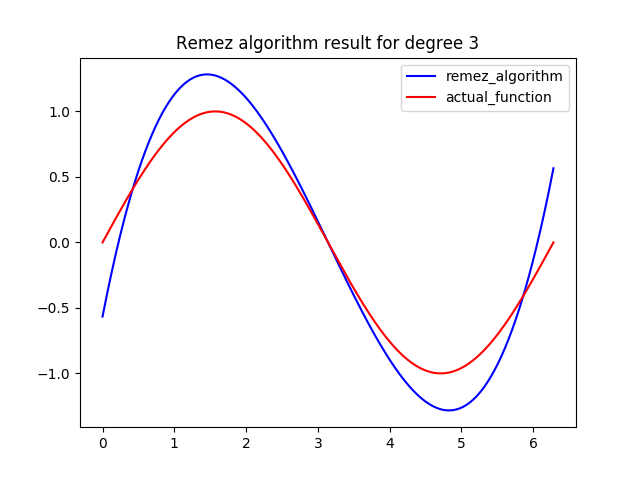 Remez algorithm result for degree 3
remez_algorithm
actual_function
1.0
0.5
0.0
−0.5
−1.0
0 1 2 3 4 5 6